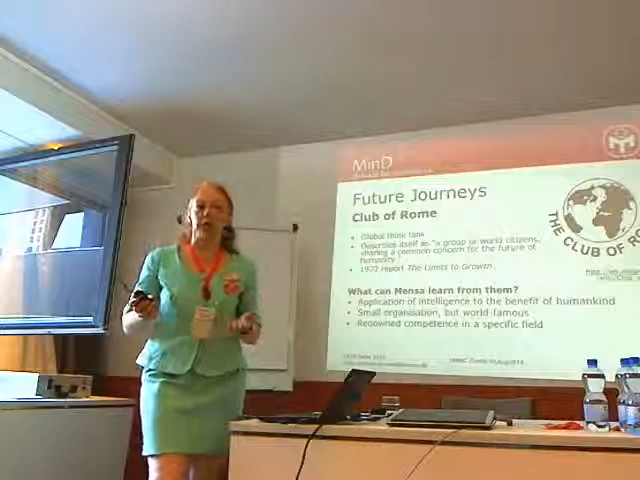 MinD
Future Journeys
Club of Rome
• Global think tank
• Describes itself as "a group of world citizens,
sharing a common concern for the future of
humanity"
• 1972 report The Limits to Growth
THE CLUB OF RO
What can Mensa learn from them?
• Application of intelligence to the benefit of humankind
• Small organisation, but world famous
• Renowned competence in a specific field